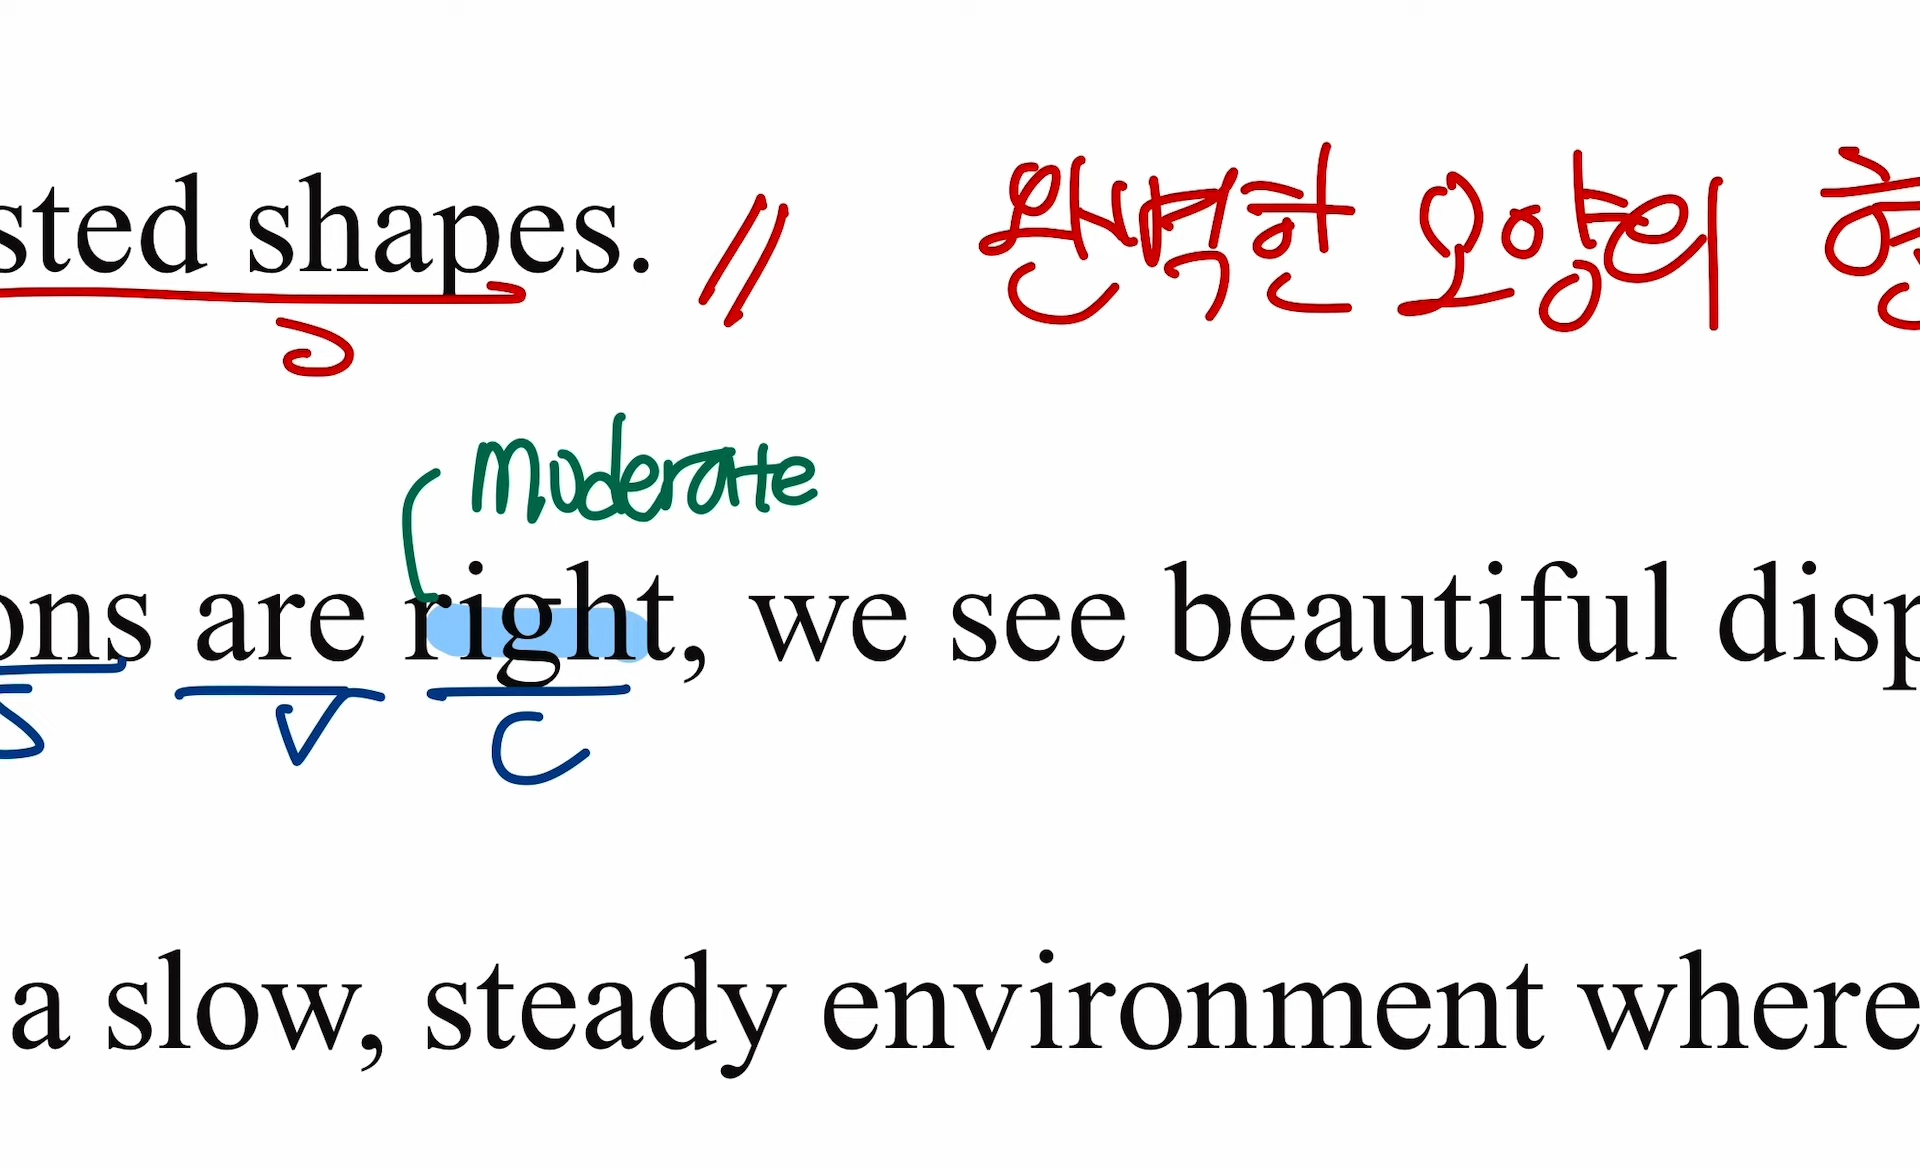 sted shapes. // 완벽한 모양의
moderate
ons are right, we see beautiful disp
S V C
a slow, steady environment where